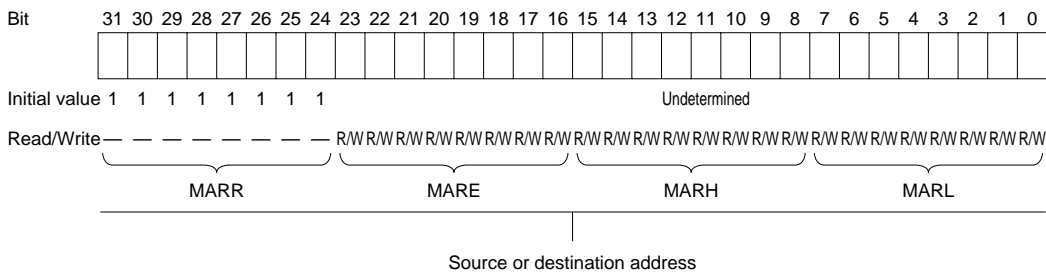 Bit 31 30 29 28 27 26 25 24 23 22 21 20 19 18 17 16 15 14 13 12 11 10 9 8 7 6 5 4 3 2 1 0
Initial value 1 1 1 1 1 1 1 1 Undetermined
Read/Write — — — — — — — — R/W R/W R/W R/W R/W R/W R/W R/W R/W R/W R/W R/W R/W R/W R/W R/W R/W R/W R/W R/W R/W R/W R/W R/W
MARR MARE MARH MARL
Source or destination address